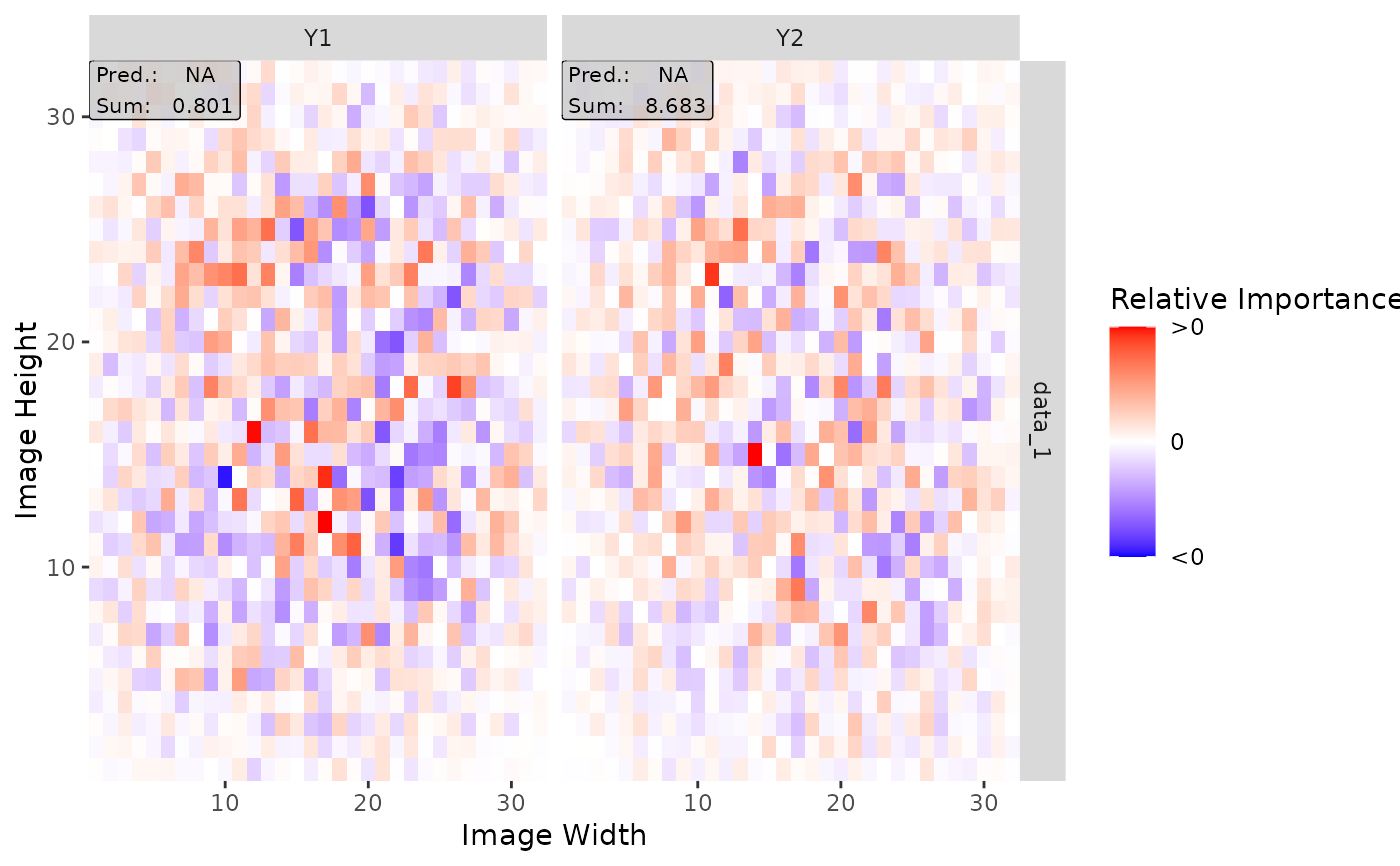 Y1
Y2
Pred.: NA
Sum: 0.801
Pred.: NA
Sum: 8.683
data_1
30
20
10
Image Height
10
20
30
10
20
30
Image Width
Relative Importance
>0
0
<0